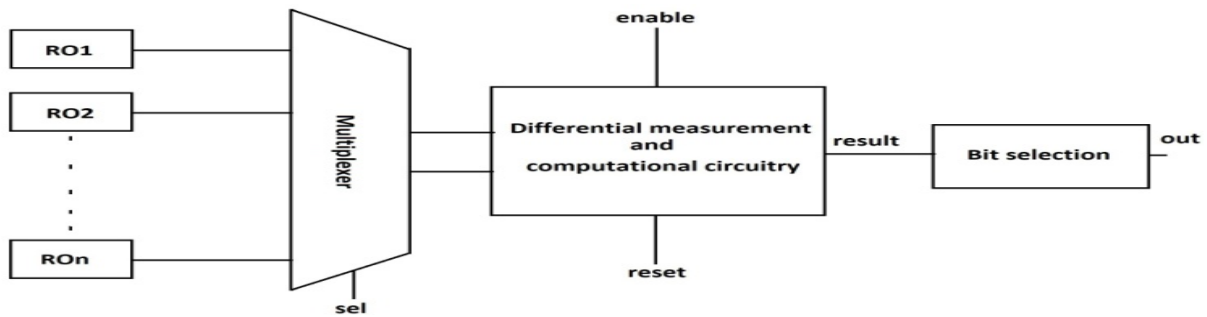 enable
RO1
RO2
Multiplexer
Differential measurement
and
computational circuitry
result
Bit selection
out
ROn
reset
sel